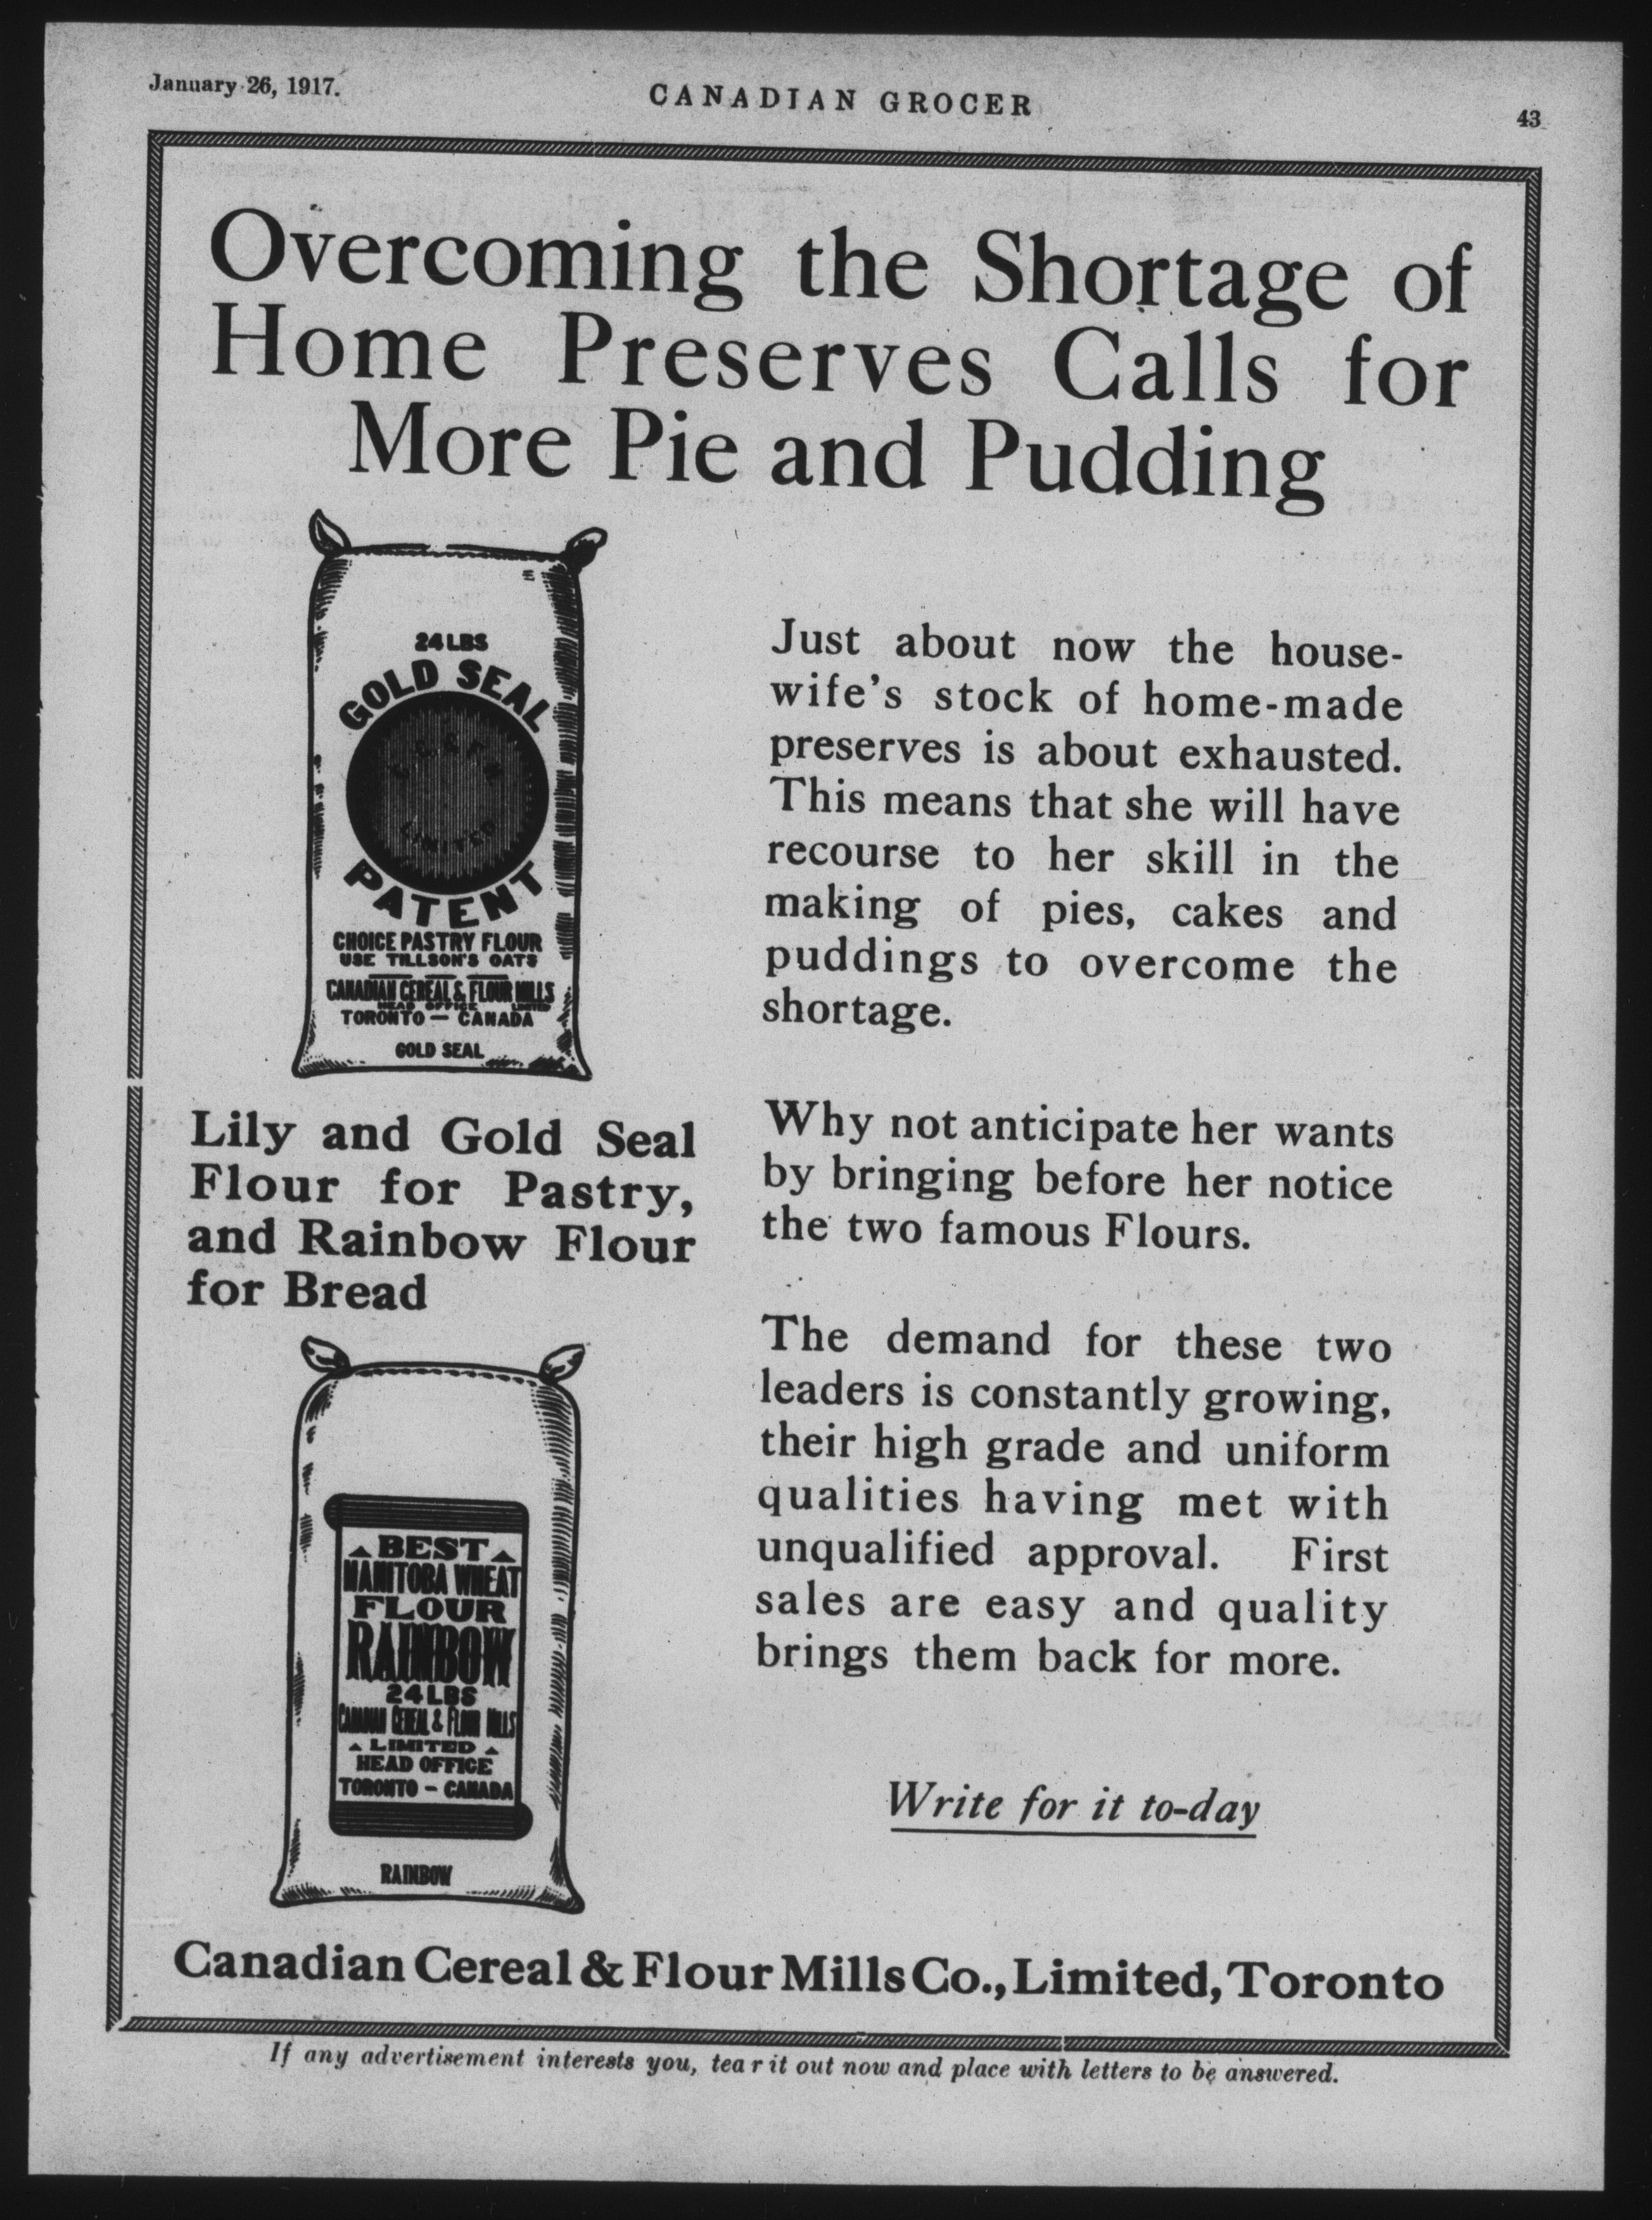 January 26, 1917.
CANADIAN GROCER
43
Overcoming the Shortage of
Home Preserves Calls for
More Pie and Pudding
24 LBS
GOLD SEAL
LIMITED
PATENT
CHOICE PASTRY FLOUR
USE TILLSON'S OATS
CANADIAN CEREAL & FLOUR MILLS
HEAD OFFICE LIMITED
TORONTO — CANADA
GOLD SEAL
Lily and Gold Seal
Flour for Pastry,
and Rainbow Flour
for Bread
BEST
MANITOBA WHEAT
FLOUR
RAINBOW
24 LBS
CANADIAN CEREAL & FLOUR MILLS
LIMITED
HEAD OFFICE
TORONTO – CANADA
RAINBOW
Just about now the house-
wife's stock of home-made
preserves is about exhausted.
This means that she will have
recourse to her skill in the
making of pies, cakes and
puddings to overcome the
shortage.
Why not anticipate her wants
by bringing before her notice
the two famous Flours.
The demand for these two
leaders is constantly growing,
their high grade and uniform
qualities having met with
unqualified approval. First
sales are easy and quality
brings them back for more.
Write for it to-day
Canadian Cereal & Flour Mills Co., Limited, Toronto
If any advertisement interests you, tear it out now and place with letters to be answered.